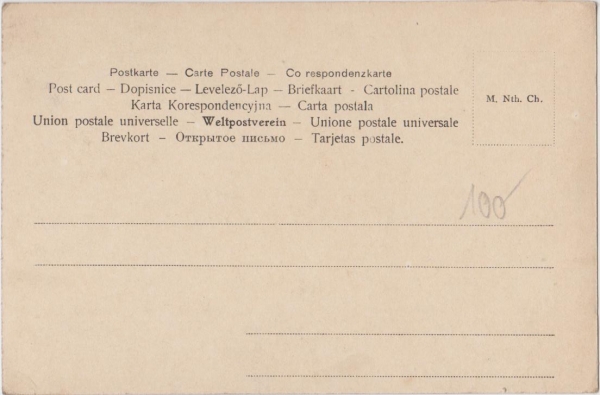 Postkarte — Carte Postale — Co respondenzkarte
Post card — Dopisnice — Levelező-Lap — Briefkaart - Cartolina postale
Karta Korespondencyjna — Carta postala
Union postale universelle — Weltpostverein — Unione postale universale
Brevkort — Открытое письмо — Tarjetas postale.
M. Nth. Ch.
100